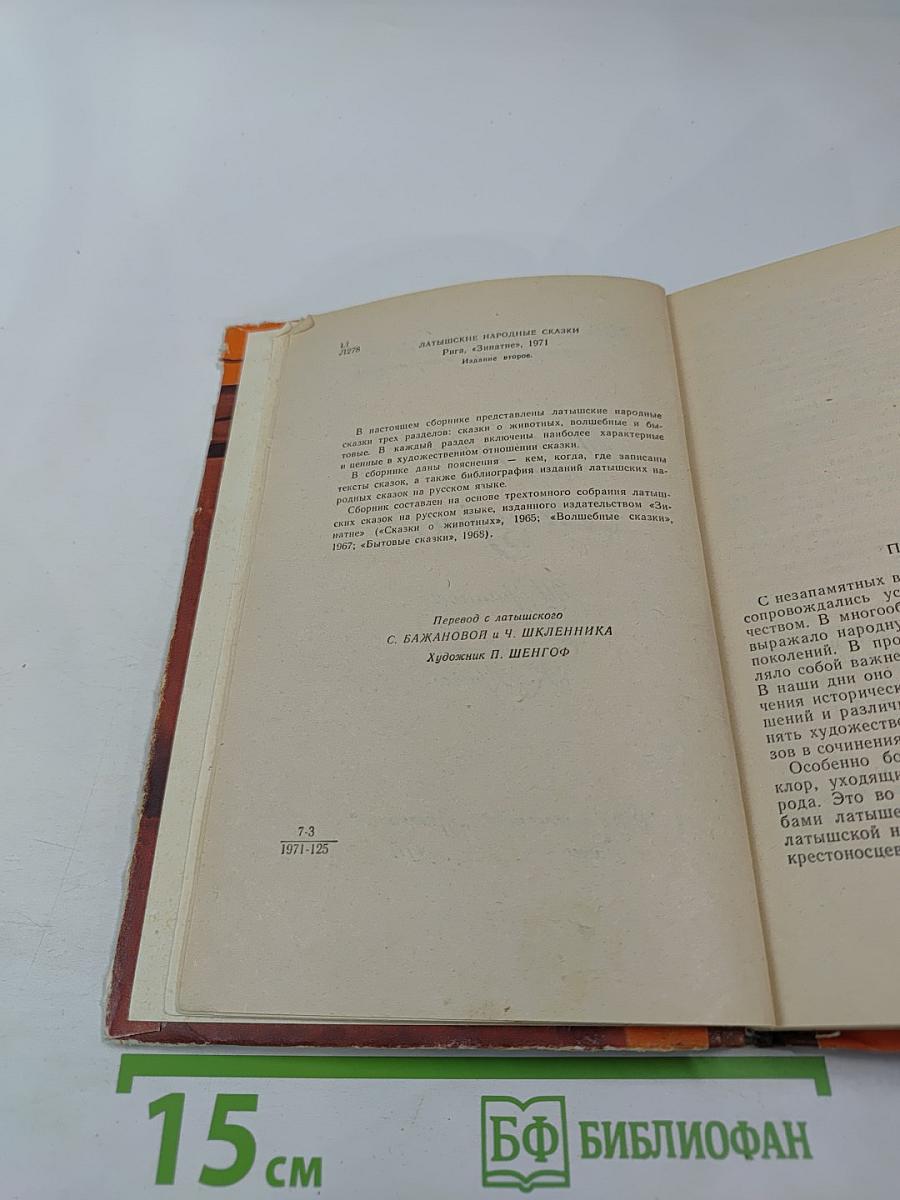 Л278
ЛАТЫШСКИЕ НАРОДНЫЕ СКАЗКИ
Рига, «Зинатне», 1971
Издание второе.
В настоящем сборнике представлены латышские народные
сказки трех разделов: сказки о животных, волшебные и бы-
товые. В каждый раздел включены наиболее характерные
и ценные в художественном отношении сказки.
В сборнике даны пояснения — кем, когда, где записаны
тексты сказок, а также библиография изданий латышских на-
родных сказок на русском языке.
Сборник составлен на основе трехтомного собрания латыш-
ских сказок на русском языке, изданного издательством «Зи-
натне» («Сказки о животных», 1965; «Волшебные сказки»,
1967; «Бытовые сказки», 1968).
Перевод с латышского
С. БАЖАНОВОЙ и Ч. ШКЛЕННИКА
Художник П. ШЕНГОФ
7-3
1971-125
П
С незапамятных в
сопровождались ус
чеством. В многооб
выражало народну
поколений. В про
ляло собой важне
В наши дни оно
чения историческ
шений и различн
нять художестве
зов в сочинения
Особенно бо
клор, уходящи
рода. Это во
бами латыше
латышской н
крестоносцев
15 см
БФ БИБЛИОФАН